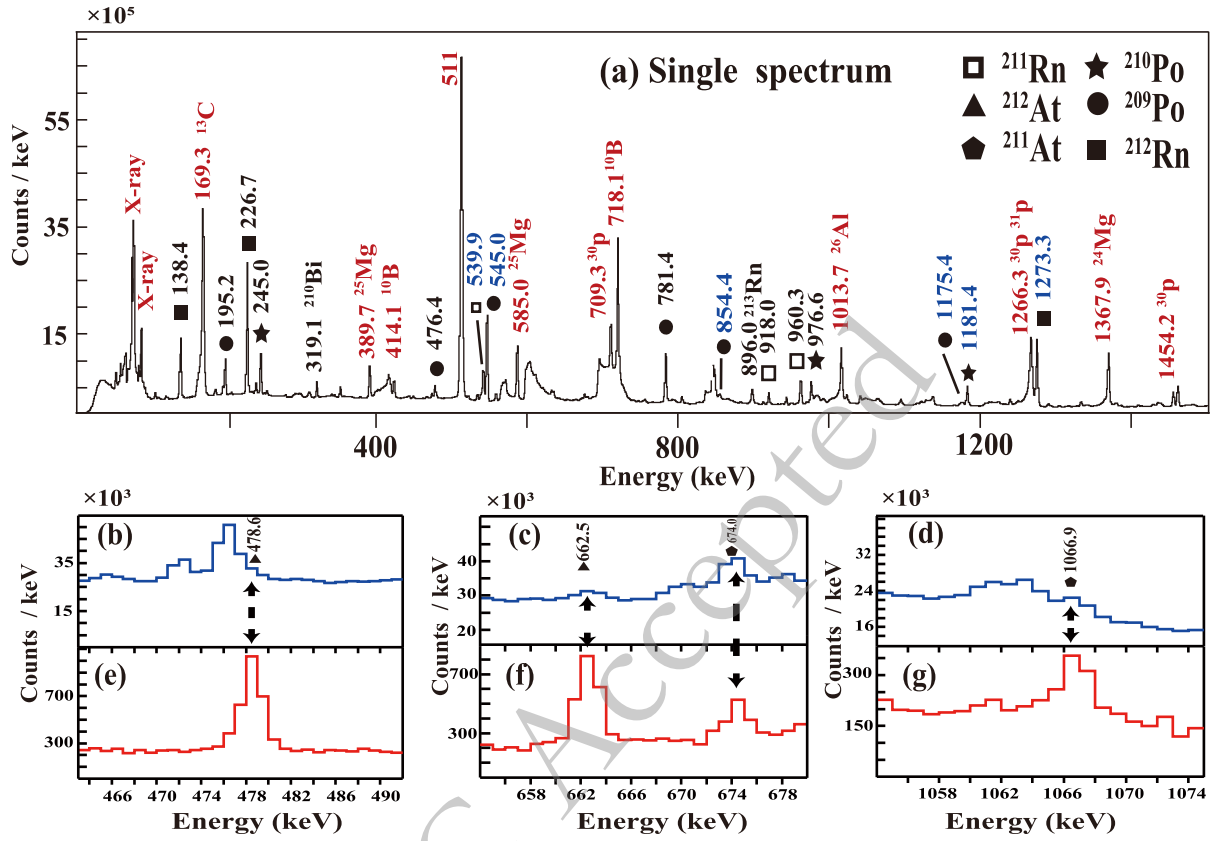 ×10⁵
(a) Single spectrum
²¹¹Rn
²¹⁰Po
²¹²At
²⁰⁹Po
²¹¹At
²¹²Rn
Counts / keV
55
35
15
X-ray
X-ray
138.4
169.3 ¹³C
195.2
226.7
245.0
319.1 ²¹⁰Bi
389.7 ²⁵Mg
414.1 ¹⁰B
476.4
511
539.9
545.0
585.0 ²⁵Mg
709.3 ³⁰p
718.1 ¹⁰B
781.4
854.4
896.0 ²¹³Rn
918.0
960.3
976.6
1013.7 ²⁶Al
1175.4
1181.4
1266.3 ³⁰p ³¹p
1273.3
1367.9 ²⁴Mg
1454.2 ³⁰p
400
800
1200
Energy (keV)
×10³
(b)
478.6
35
15
Counts / keV
(e)
700
300
466
470
474
478
482
486
490
Energy (keV)
×10³
(c)
662.5
674.0
40
30
20
Counts / keV
(f)
700
300
658
662
666
670
674
678
Energy (keV)
×10³
(d)
1066.9
32
28
24
16
Counts / keV
(g)
300
150
1058
1062
1066
1070
1074
Energy (keV)
C Accepted